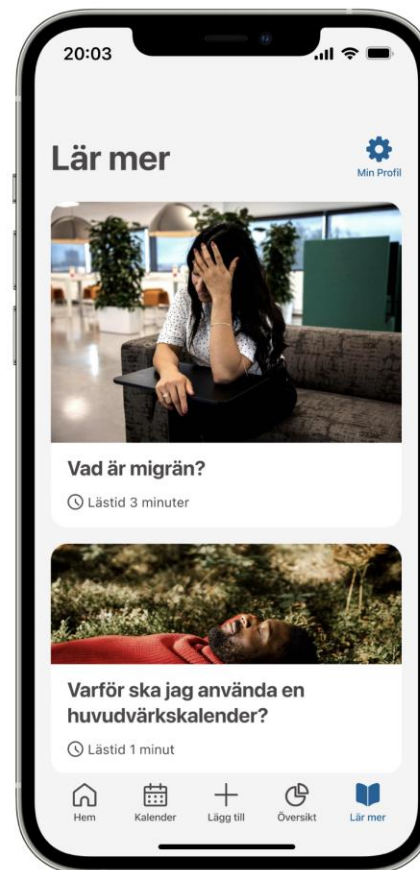 20:03
Lär mer
Min Profil
Vad är migrän?
Lästid 3 minuter
Varför ska jag använda en
huvudvärkskalender?
Lästid 1 minut
Hem Kalender Lägg till Översikt Lär mer